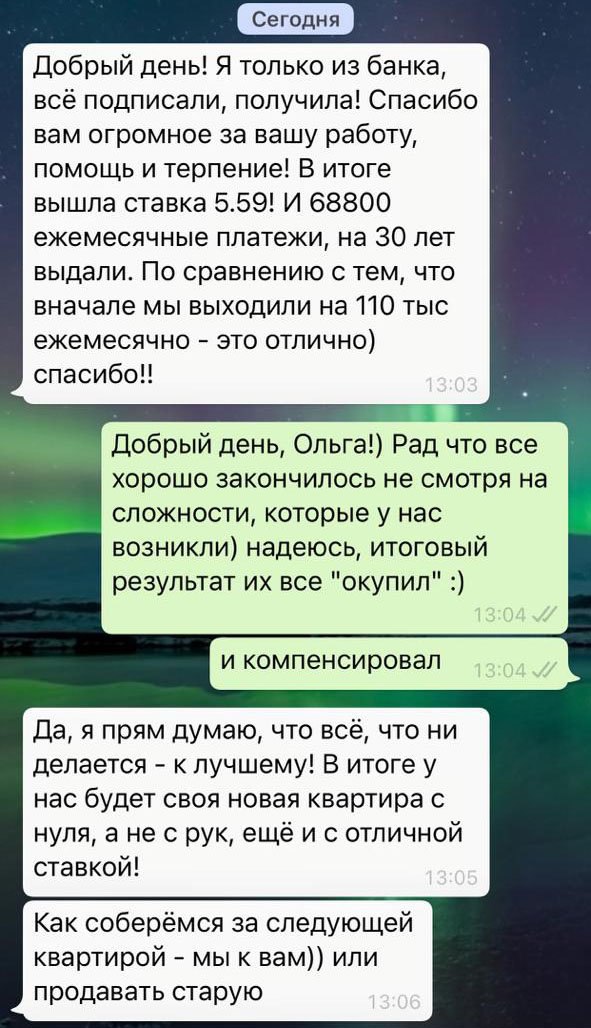 Сегодня
Добрый день! Я только из банка,
всё подписали, получила! Спасибо
вам огромное за вашу работу,
помощь и терпение! В итоге
вышла ставка 5.59! И 68800
ежемесячные платежи, на 30 лет
выдали. По сравнению с тем, что
вначале мы выходили на 110 тыс
ежемесячно - это отлично)
спасибо!!
13:03
Добрый день, Ольга!) Рад что все
хорошо закончилось не смотря на
сложности, которые у нас
возникли) надеюсь, итоговый
результат их все "окупил" :)
13:04
и компенсировал
13:04
Да, я прям думаю, что всё, что ни
делается - к лучшему! В итоге у
нас будет своя новая квартира с
нуля, а не с рук, ещё и с отличной
ставкой!
13:05
Как соберёмся за следующей
квартирой - мы к вам)) или
продавать старую
13:06